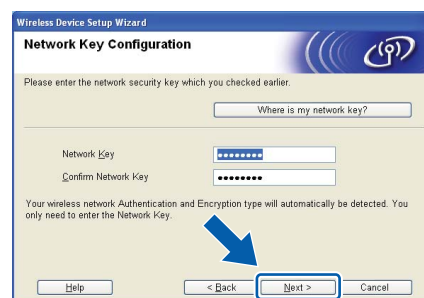 Wireless Device Setup Wizard
Network Key Configuration
Please enter the network security key which you checked earlier.
Where is my network key?
Network Key
Confirm Network Key
Your wireless network Authentication and Encryption type will automatically be detected. You
only need to enter the Network Key.
Help
< Back
Next >
Cancel